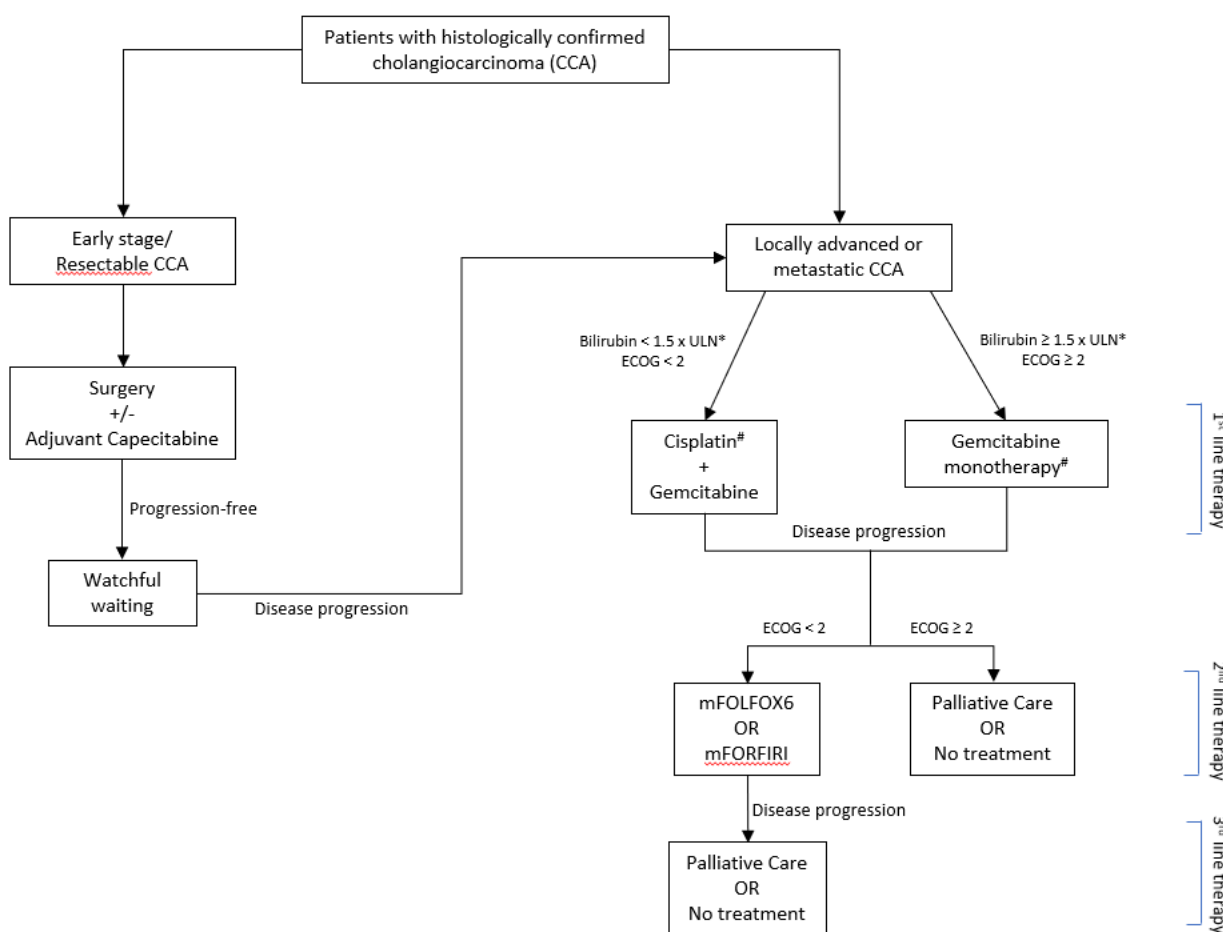 Patients with histologically confirmed
cholangiocarcinoma (CCA)
Early stage/
Resectable CCA
Locally advanced or
metastatic CCA
Bilirubin < 1.5 x ULN*
ECOG < 2
Bilirubin ≥ 1.5 x ULN*
ECOG ≥ 2
Surgery
+/-
Adjuvant Capecitabine
Cisplatin#
+
Gemcitabine
Gemcitabine
monotherapy#
1st line therapy
Progression-free
Disease progression
Watchful
waiting
Disease progression
ECOG < 2
ECOG ≥ 2
mFOLFOX6
OR
mFORFIRI
Palliative Care
OR
No treatment
2nd line therapy
Disease progression
Palliative Care
OR
No treatment
3rd line therapy